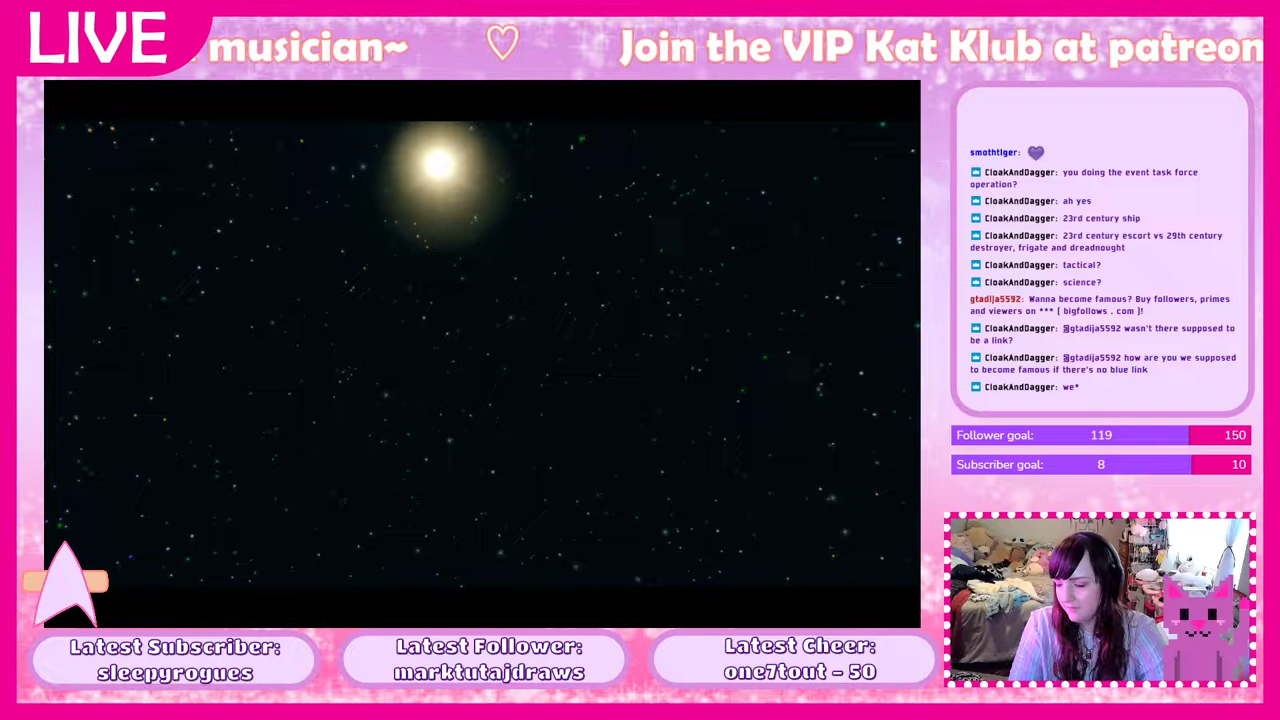 LIVE
musician~ ♡ Join the VIP Kat Klub at patreon
smothtiger: 💜
CloakAndDagger: you doing the event task force
operation?
CloakAndDagger: ah yes
CloakAndDagger: 23rd century ship
CloakAndDagger: 23rd century escort vs 29th century
destroyer, frigate and dreadnought
CloakAndDagger: tactical?
CloakAndDagger: science?
gtadija5592: Wanna become famous? Buy followers, primes
and viewers on *** ( bigfollows . com )!
CloakAndDagger: @gtadija5592 wasn't there supposed to
be a link?
CloakAndDagger: @gtadija5592 how are you we supposed
to become famous if there's no blue link
CloakAndDagger: we*
Follower goal: 119 150
Subscriber goal: 8 10
Latest Subscriber:
sleepyrogues
Latest Follower:
marktutajdraws
Latest Cheer:
one7tout - 50